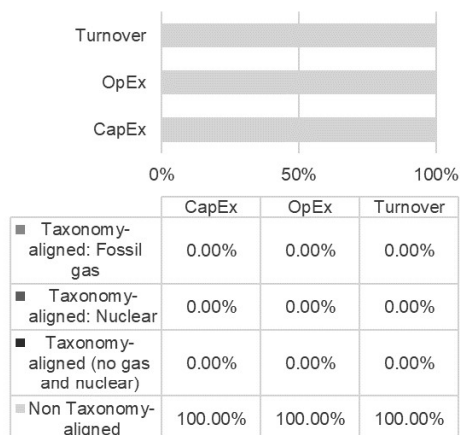 Turnover
OpEx
CapEx
0% 50% 100%
CapEx OpEx Turnover
Taxonomy-
aligned: Fossil
gas
0.00% 0.00% 0.00%
Taxonomy-
aligned: Nuclear
0.00% 0.00% 0.00%
Taxonomy-
aligned (no gas
and nuclear)
0.00% 0.00% 0.00%
Non Taxonomy-
aligned
100.00% 100.00% 100.00%